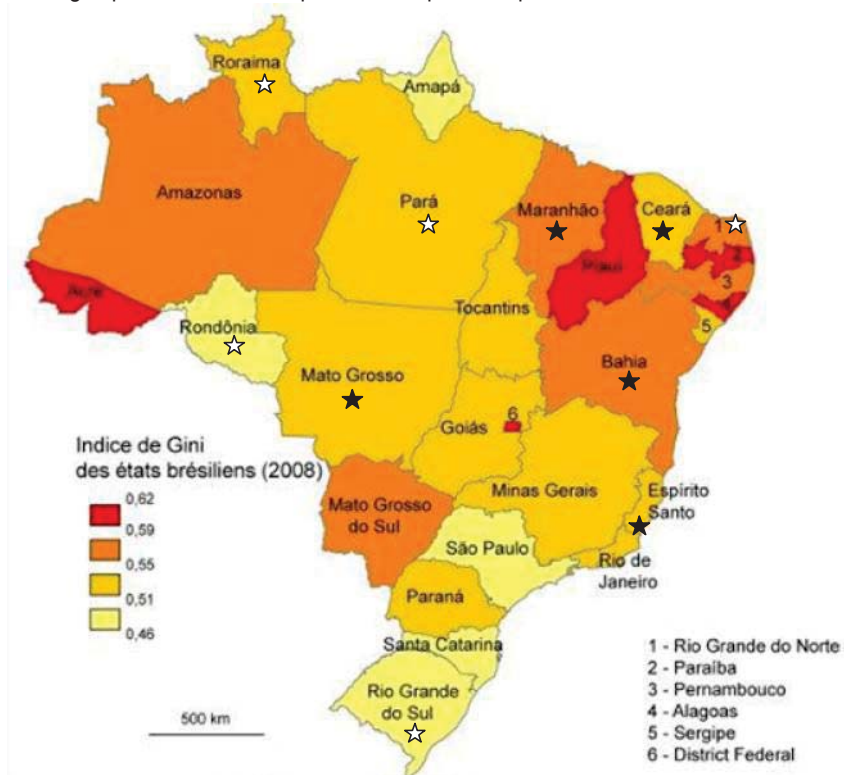 Roraima
Amapá
Amazonas
Pará
Maranhão
Ceará
1
2
Piauí
3
Acre
4
Tocantins
5
Rondônia
Bahia
Mato Grosso
6
Goiás
Indice de Gini
des états brésiliens (2008)
0,62
0,59
0,55
0,51
0,46
Minas Gerais
Espírito
Santo
Mato Grosso
do Sul
São Paulo
Rio de
Janeiro
Paraná
Santa Catarina
Rio Grande
do Sul
500 km
1 - Rio Grande do Norte
2 - Paraíba
3 - Pernambouco
4 - Alagoas
5 - Sergipe
6 - District Federal